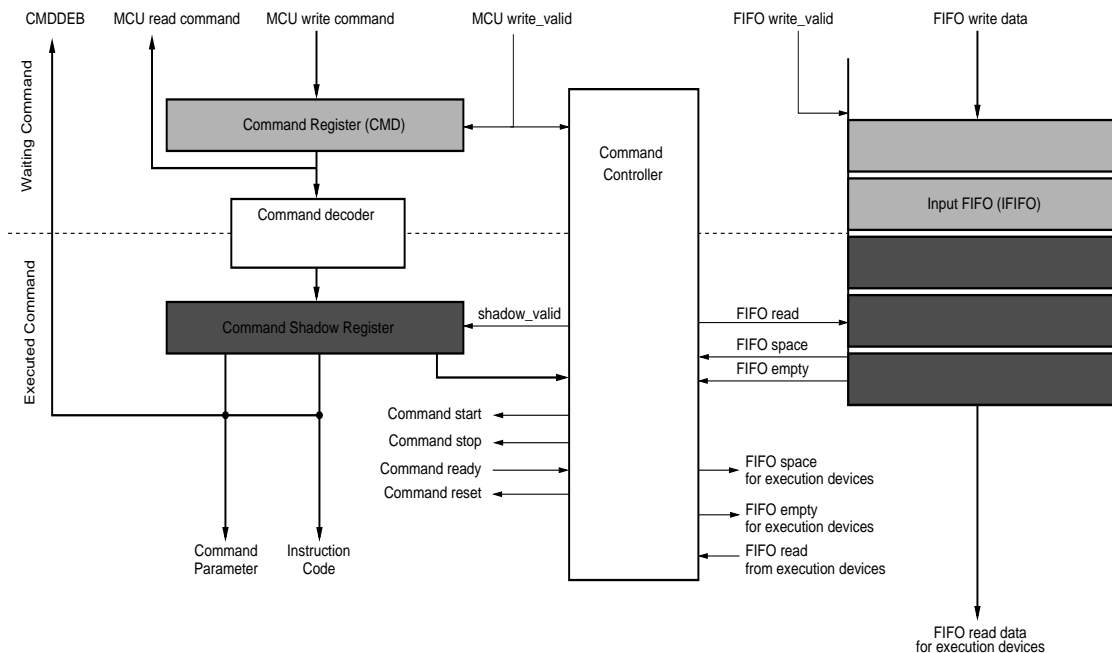 CMDDEB
MCU read command
MCU write command
MCU write_valid
FIFO write_valid
FIFO write data
Waiting Command
Command Register (CMD)
Command
Controller
Command decoder
Input FIFO (IFIFO)
Executed Command
Command Shadow Register
shadow_valid
FIFO read
FIFO space
FIFO empty
Command start
Command stop
Command ready
Command reset
FIFO space
for execution devices
FIFO empty
for execution devices
FIFO read
from execution devices
Command
Parameter
Instruction
Code
FIFO read data
for execution devices